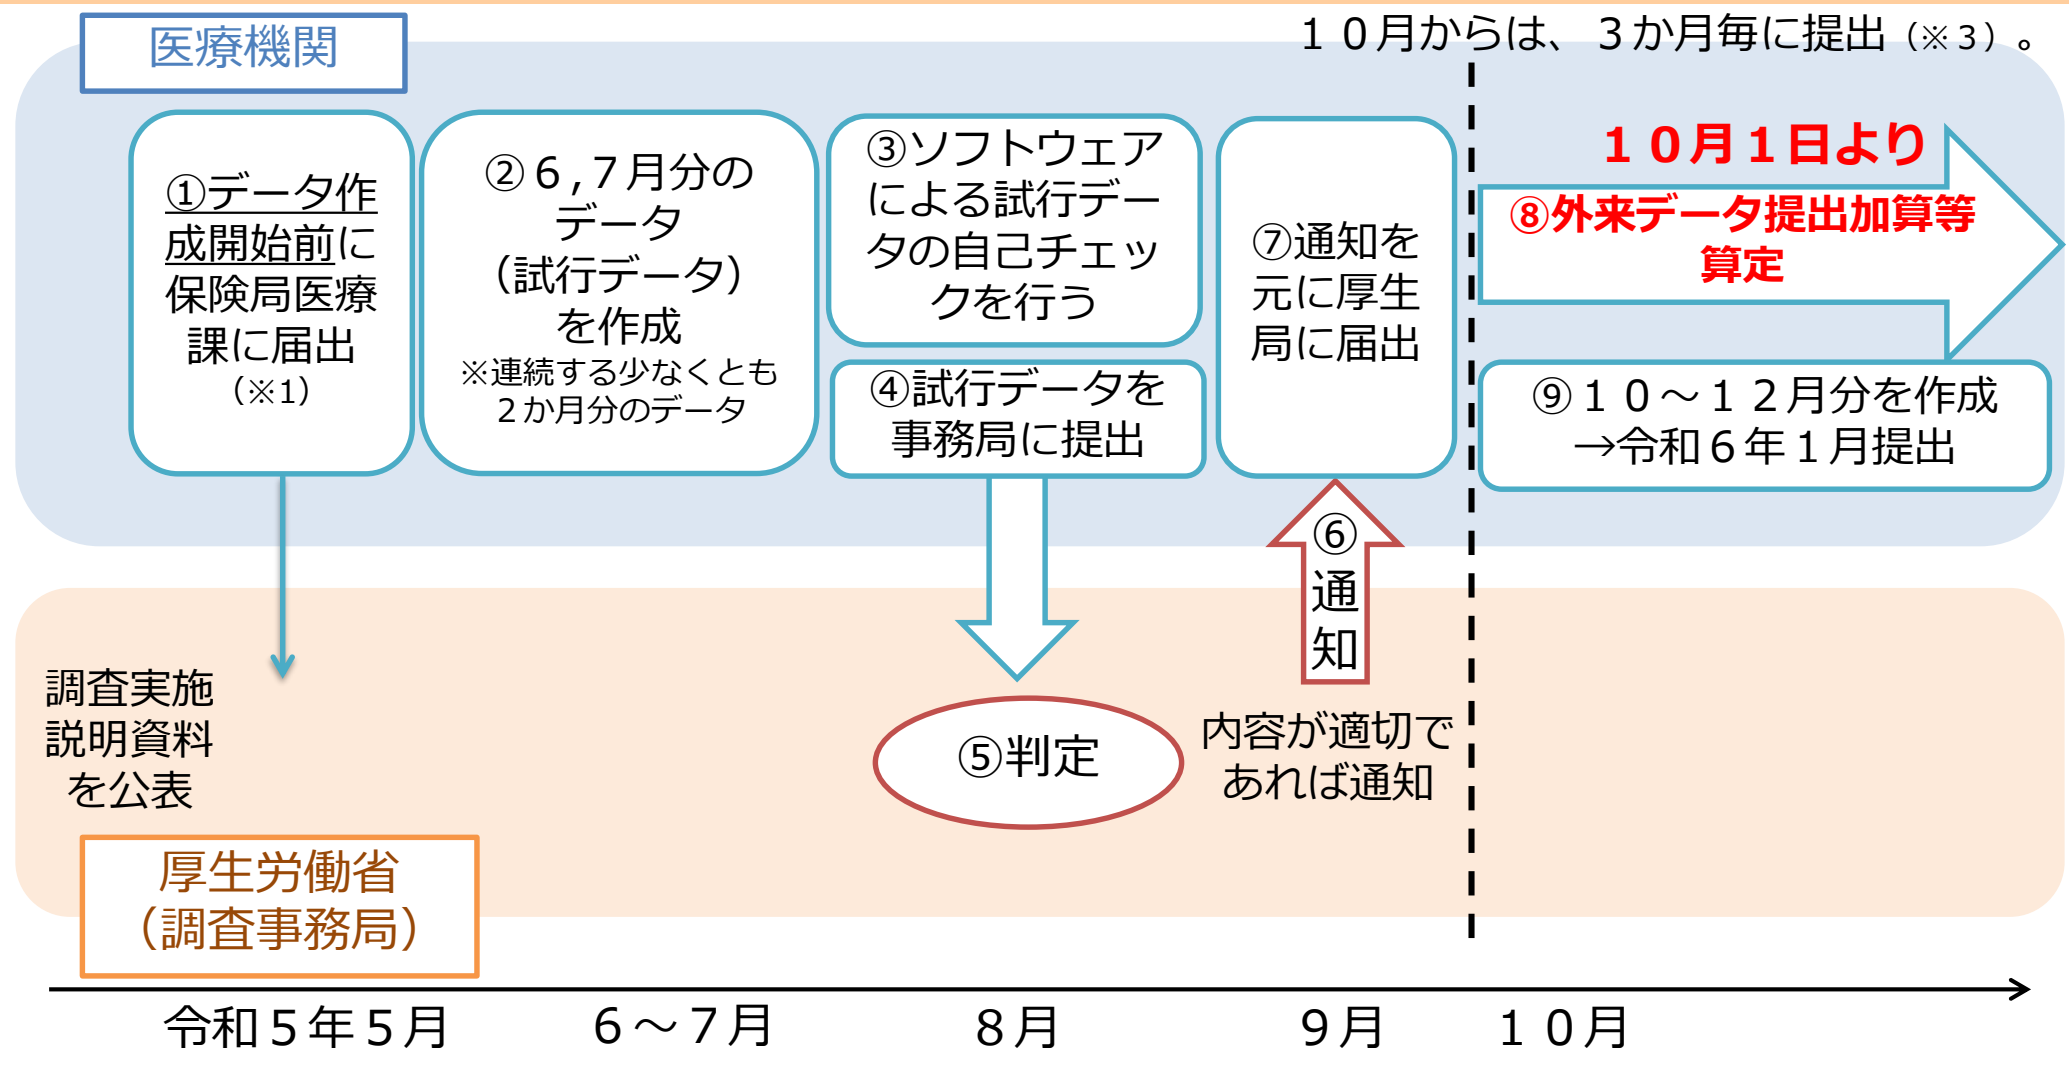 医療機関
１０月からは、３か月毎に提出（※３）。
①データ作
成開始前に
保険局医療
課に届出
（※1）
②６,７月分の
データ
（試行データ）
を作成
※連続する少なくとも
２か月分のデータ
③ソフトウェア
による試行デー
タの自己チェッ
クを行う
④試行データを
事務局に提出
⑦通知を
元に厚生
局に届出
１０月１日より
⑧外来データ提出加算等
算定
⑨１０～１２月分を作成
→令和６年１月提出
⑥
通
知
調査実施
説明資料
を公表
⑤判定
内容が適切で
あれば通知
厚生労働省
（調査事務局）
令和５年５月
６～７月
８月
９月
１０月